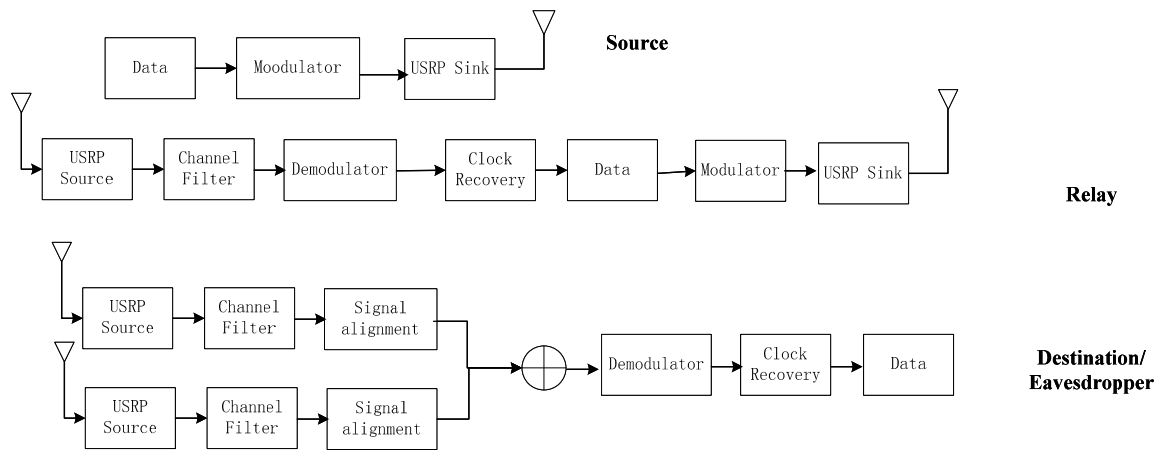 Source
Data
Moodulator
USRP Sink
USRP
Source
Channel
Filter
Demodulator
Clock
Recovery
Data
Modulator
USRP Sink
Relay
USRP
Source
Channel
Filter
Signal
alignment
USRP
Source
Channel
Filter
Signal
alignment
Demodulator
Clock
Recovery
Data
Destination/
Eavesdropper